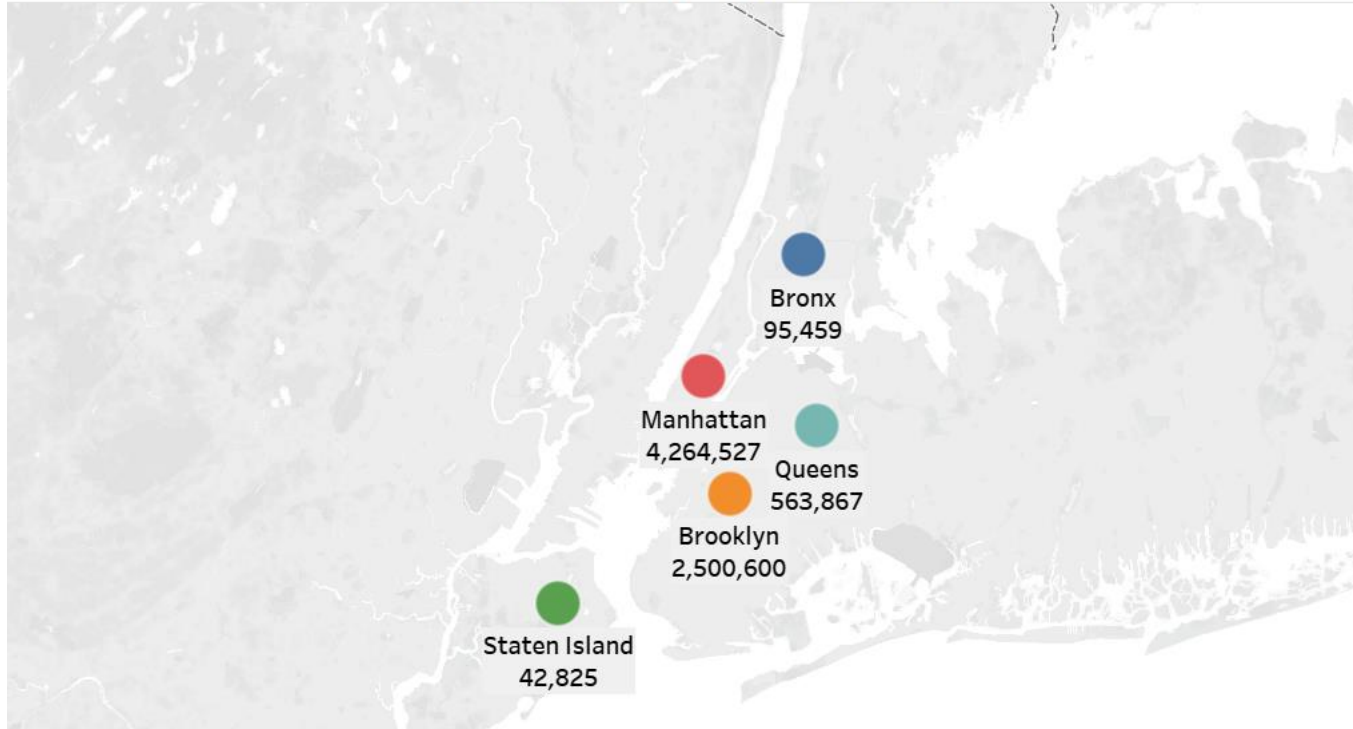 Bronx
95,459
Manhattan
4,264,527
Queens
563,867
Brooklyn
2,500,600
Staten Island
42,825